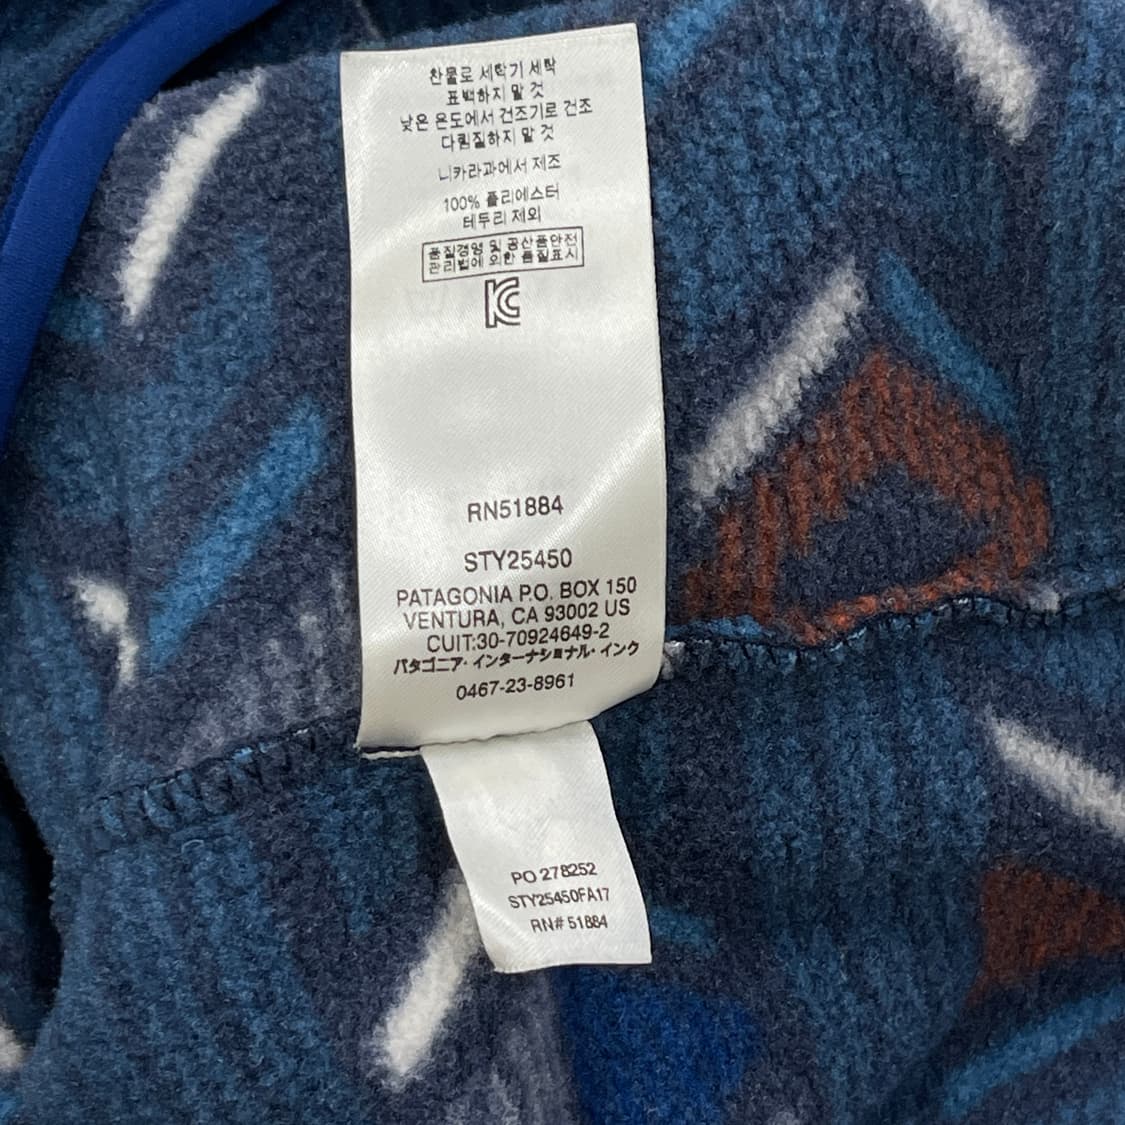 찬물로 세탁기 세탁
표백하지 말 것
낮은 온도에서 건조기로 건조
다림질하지 말 것
니카라과에서 제조
100% 폴리에스터
테두리 제외
품질경영 및 공산품안전
관리법에 의한 품질표시
KC
RN51884
STY25450
PATAGONIA P.O. BOX 150
VENTURA, CA 93002 US
CUIT:30-70924649-2
パタゴニア・インターナショナル・インク
0467-23-8961
PO 278252
STY25450FA17
RN# 51884